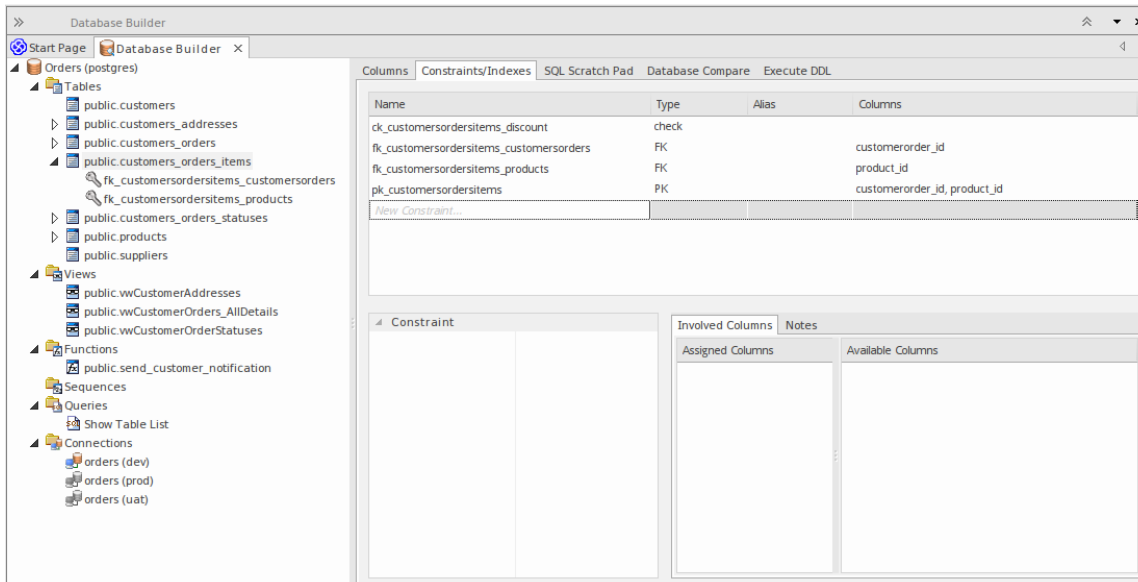 Database Builder
Start Page Database Builder
Orders (postgres)
Tables
public.customers
public.customers_addresses
public.customers_orders
public.customers_orders_items
fk_customersordersitems_customersorders
fk_customersordersitems_products
public.customers_orders_statuses
public.products
public.suppliers
Views
public.vwCustomerAddresses
public.vwCustomerOrders_AllDetails
public.vwCustomerOrderStatuses
Functions
public.send_customer_notification
Sequences
Queries
Show Table List
Connections
orders (dev)
orders (prod)
orders (uat)
Columns Constraints/Indexes SQL Scratch Pad Database Compare Execute DDL
Name Type Alias Columns
ck_customersordersitems_discount check
fk_customersordersitems_customersorders FK customerorder_id
fk_customersordersitems_products FK product_id
pk_customersordersitems PK customerorder_id, product_id
New Constraint...
Constraint
Involved Columns Notes
Assigned Columns Available Columns